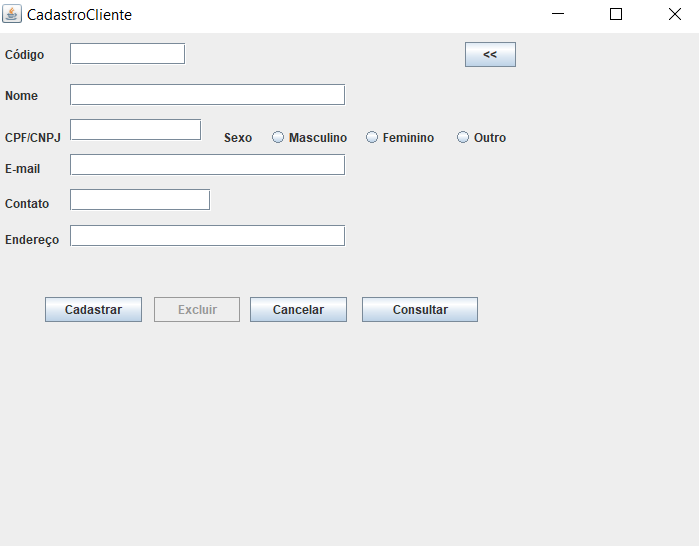 CadastroCliente
Código <<
Nome
CPF/CNPJ Sexo Masculino Feminino Outro
E-mail
Contato
Endereço
Cadastrar Excluir Cancelar Consultar